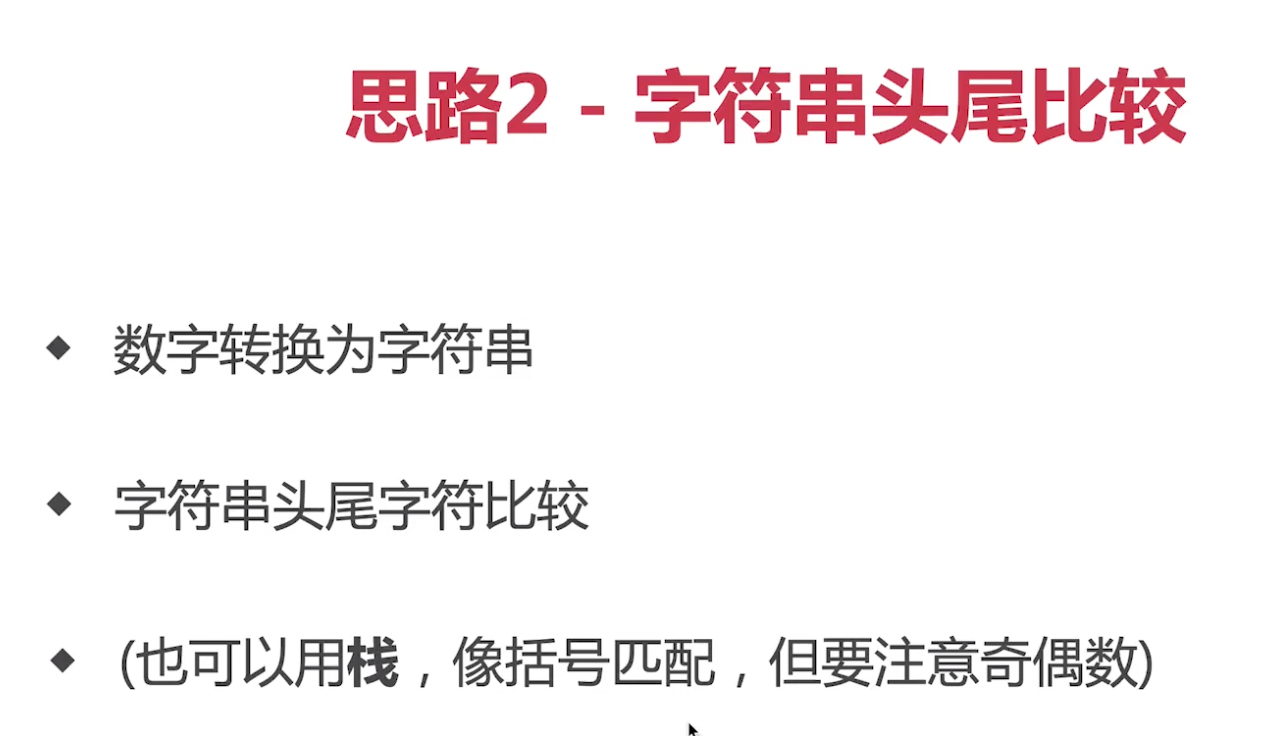 思路2 - 字符串头尾比较
◆ 数字转换为字符串
◆ 字符串头尾字符比较
◆ (也可以用栈，像括号匹配，但要注意奇偶数)